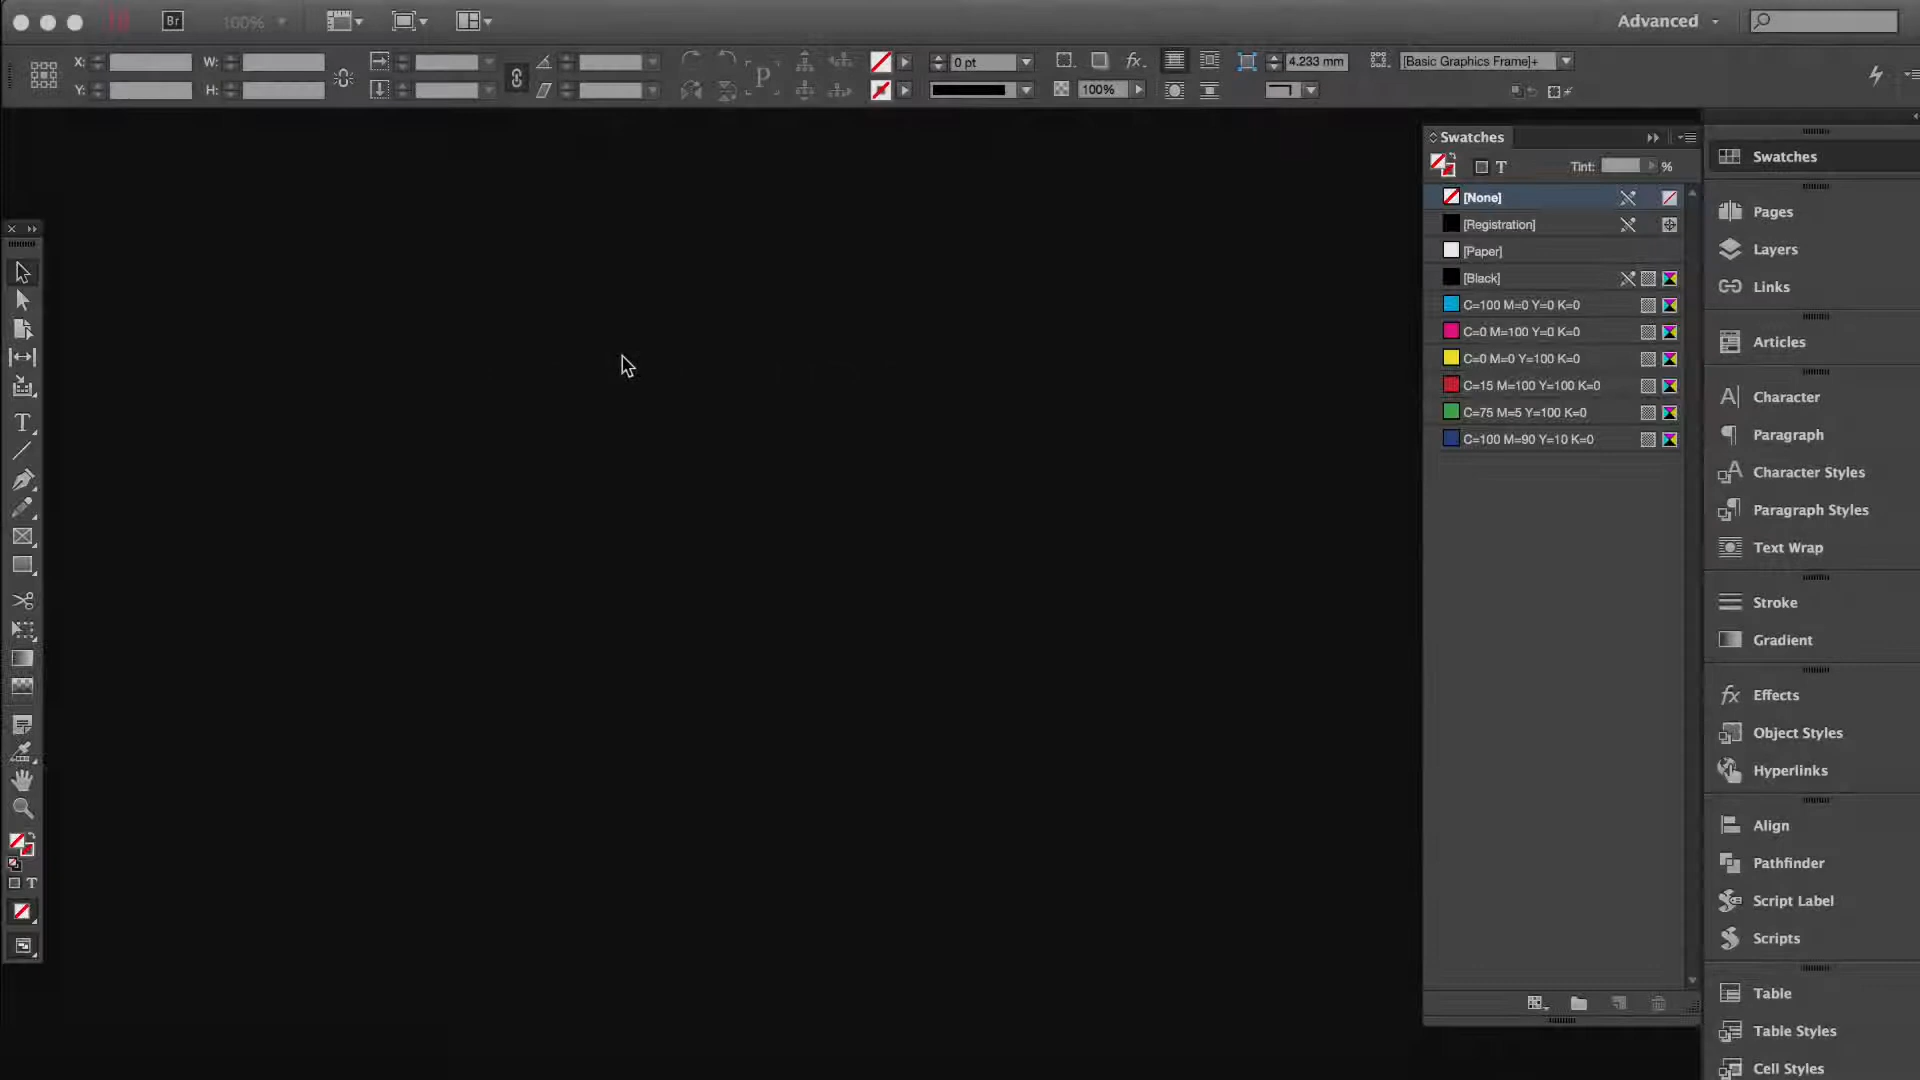 Br 100% Advanced
X: W: 0 pt fx. 4.233 mm [Basic Graphics Frame]+
Y: H: P 100%
Swatches
T Tint: %
[None]
[Registration]
[Paper]
[Black]
C=100 M=0 Y=0 K=0
C=0 M=100 Y=0 K=0
C=0 M=0 Y=100 K=0
C=15 M=100 Y=100 K=0
C=75 M=5 Y=100 K=0
C=100 M=90 Y=10 K=0
Swatches
Pages
Layers
Links
Articles
Character
Paragraph
Character Styles
Paragraph Styles
Text Wrap
Stroke
Gradient
Effects
Object Styles
Hyperlinks
Align
Pathfinder
Script Label
Scripts
Table
Table Styles
Cell Styles